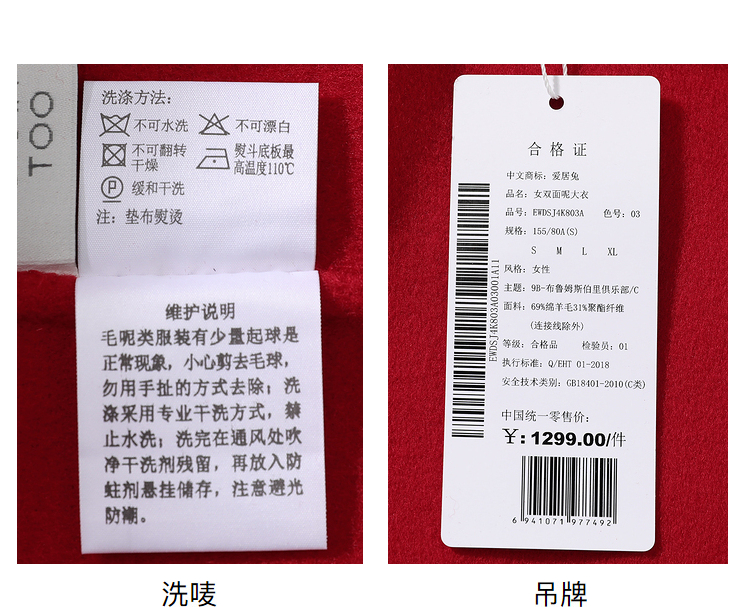 TOO
洗涤方法：
不可水洗 不可漂白
不可翻转
干燥
熨斗底板最
高温度110℃
P 缓和干洗
注：垫布熨烫
维护说明
毛呢类服装有少量起球是
正常现象，小心剪去毛球，
勿用手扯的方式去除；洗
涤采用专业干洗方式，禁
止水洗；洗完在通风处吹
净干洗剂残留，再放入防
蛀剂悬挂储存，注意避光
防潮。
洗唛
合格证
中文商标：爱居兔
品名：女双面呢大衣
品号：EWDSJ4K803A 色号：03
规格：155/80A(S)
S M L XL
风格：女性
主题：9B-布鲁姆斯伯里俱乐部/C
面料：69%绵羊毛31%聚酯纤维
(连接线除外)
等级：合格品 检验员：01
执行标准：Q/EHT 01-2018
安全技术类别：GB18401-2010(C类)
中国统一零售价：
¥:1299.00/件
6 941071 977492
EWDSJ4K803A03001A11
吊牌